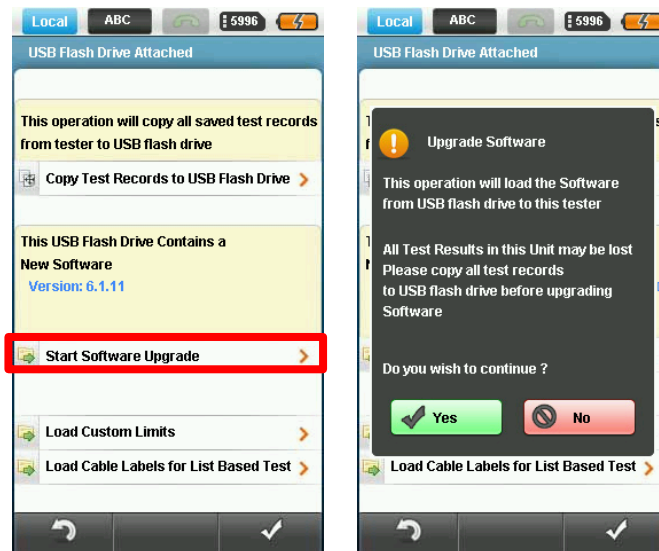 Local ABC 5996
USB Flash Drive Attached
This operation will copy all saved test records
from tester to USB flash drive
Copy Test Records to USB Flash Drive
This USB Flash Drive Contains a
New Software
Version: 6.1.11
Start Software Upgrade
Load Custom Limits
Load Cable Labels for List Based Test
Local ABC 5996
USB Flash Drive Attached
Upgrade Software
This operation will load the Software
from USB flash drive to this tester
All Test Results in this Unit may be lost
Please copy all test records
to USB flash drive before upgrading
Software
Do you wish to continue ?
Yes No
Load Cable Labels for List Based Test